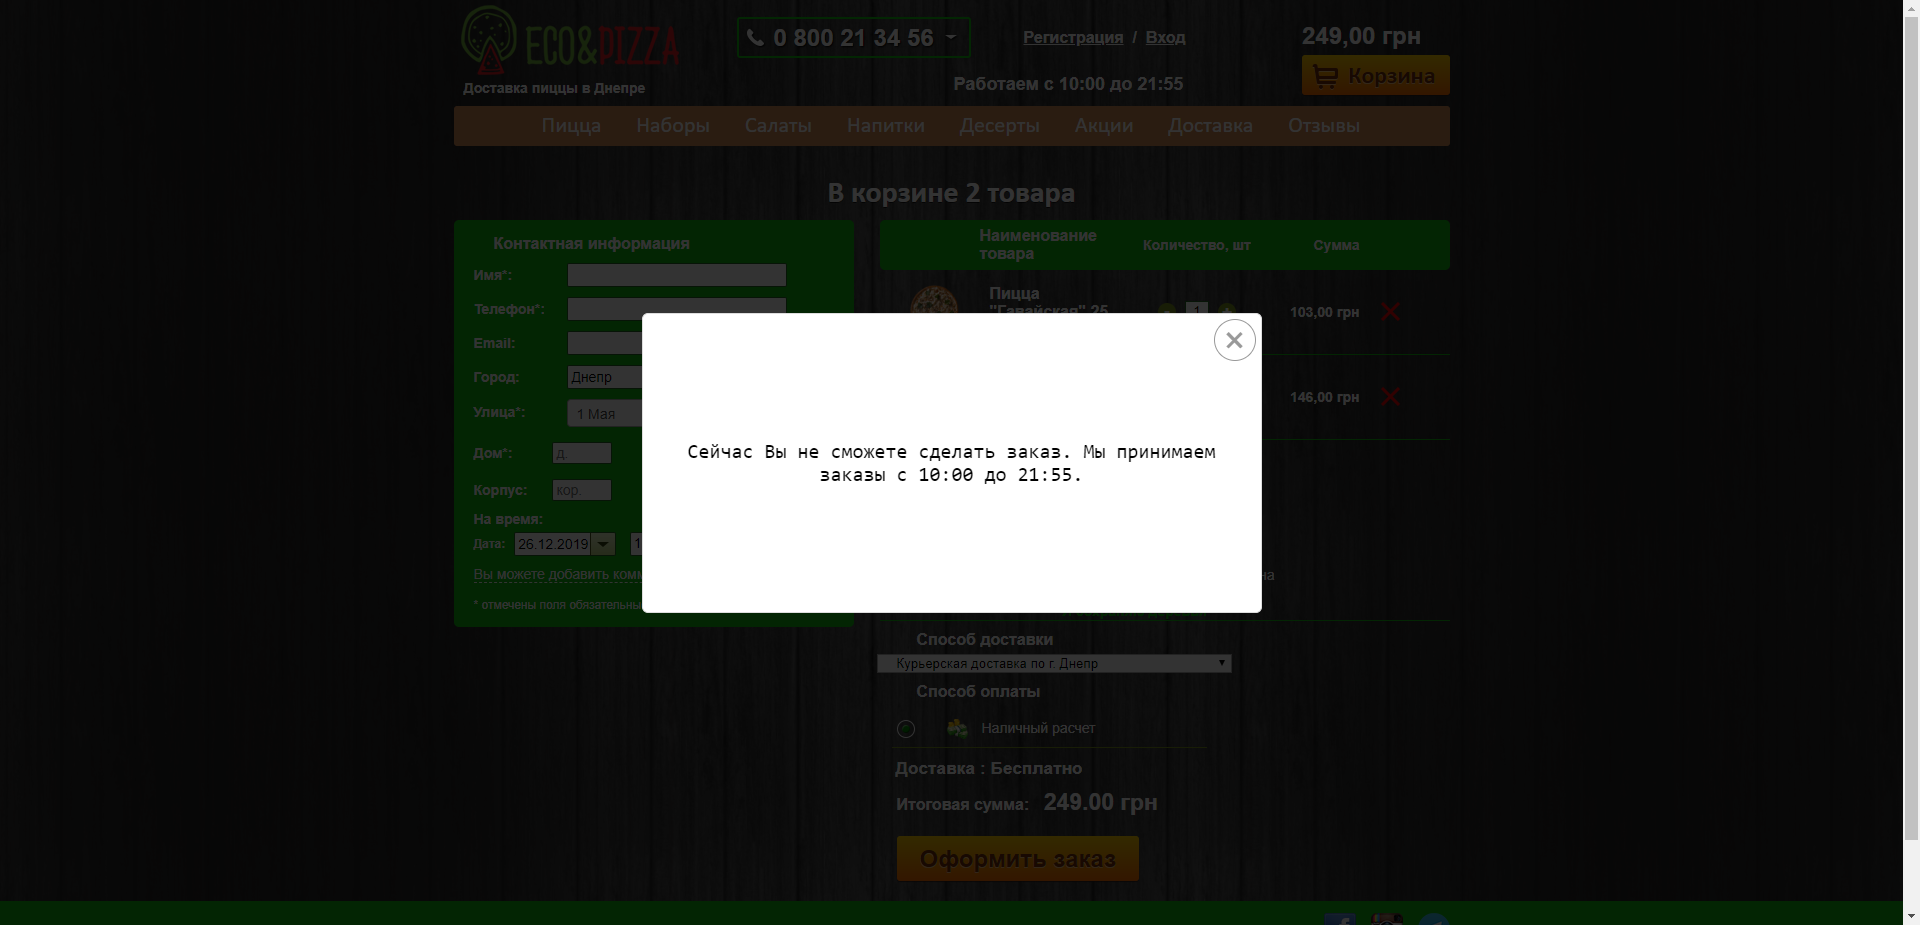 ECO&PIZZA
Доставка пиццы в Днепре
0 800 21 34 56
Регистрация / Вход
Работаем с 10:00 до 21:55
249,00 грн
Корзина
Пицца Наборы Салаты Напитки Десерты Акции Доставка Отзывы
В корзине 2 товара
Контактная информация
Имя*:
Телефон*:
Email:
Город: Днепр
Улица*: 1 Мая
Дом*: д.
Корпус: кор.
На время:
Дата: 26.12.2019 1
Вы можете добавить
* отмечены поля
Наименование
товара
Количество, шт
Сумма
Пицца
"Гавайская" 25
1
103,00 грн
146,00 грн
Сейчас Вы не сможете сделать заказ. Мы принимаем
заказы с 10:00 до 21:55.
на
Способ доставки
Курьерская доставка по г. Днепр
Способ оплаты
Наличный расчет
Доставка : Бесплатно
Итоговая сумма: 249.00 грн
Оформить заказ